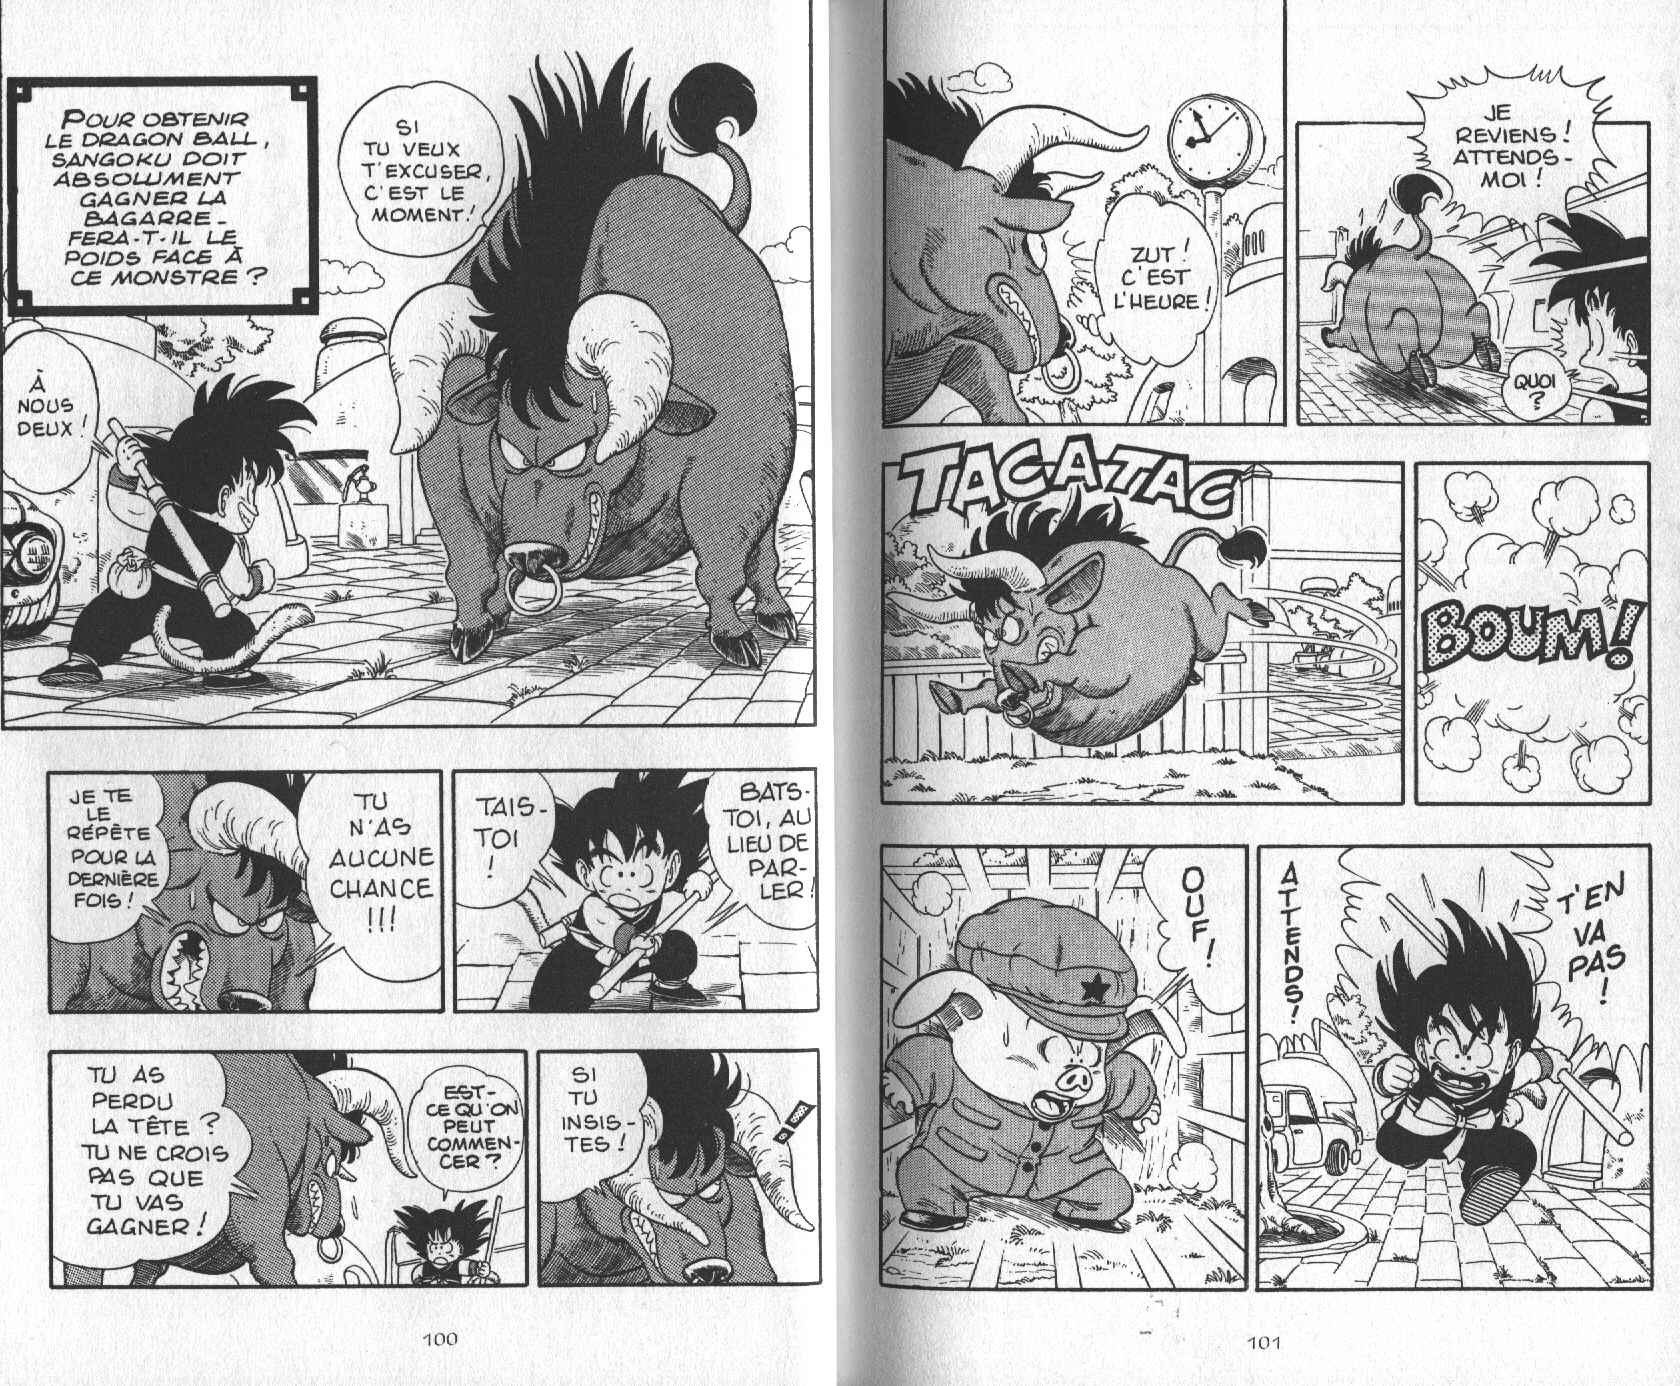 POUR OBTENIR
LE DRAGON BALL,
SANGOKU DOIT
ABSOLUMENT
GAGNER LA
BAGARRE -
FERA-T-IL LE
POIDS FACE À
CE MONSTRE ?
SI
TU VEUX
T'EXCUSER,
C'EST LE
MOMENT !
À
NOUS
DEUX !
JE TE
LE
RÉPÈTE
POUR LA
DERNIÈRE
FOIS !
TU
N'AS
AUCUNE
CHANCE
!!!
TAIS-
TOI
!
BATS-
TOI, AU
LIEU DE
PAR-
LER !
TU AS
PERDU
LA TÊTE ?
TU NE CROIS
PAS QUE
TU VAS
GAGNER !
EST-
CE QU'ON
PEUT
COMMEN-
CER ?
SI
TU
INSIS-
TES !
100
ZUT !
C'EST
L'HEURE !
JE
REVIENS !
ATTENDS-
MOI !
QUOI
?
TACATAC
BOUM !
OUF !
ATTENDS !
T'EN
VA
PAS !
101